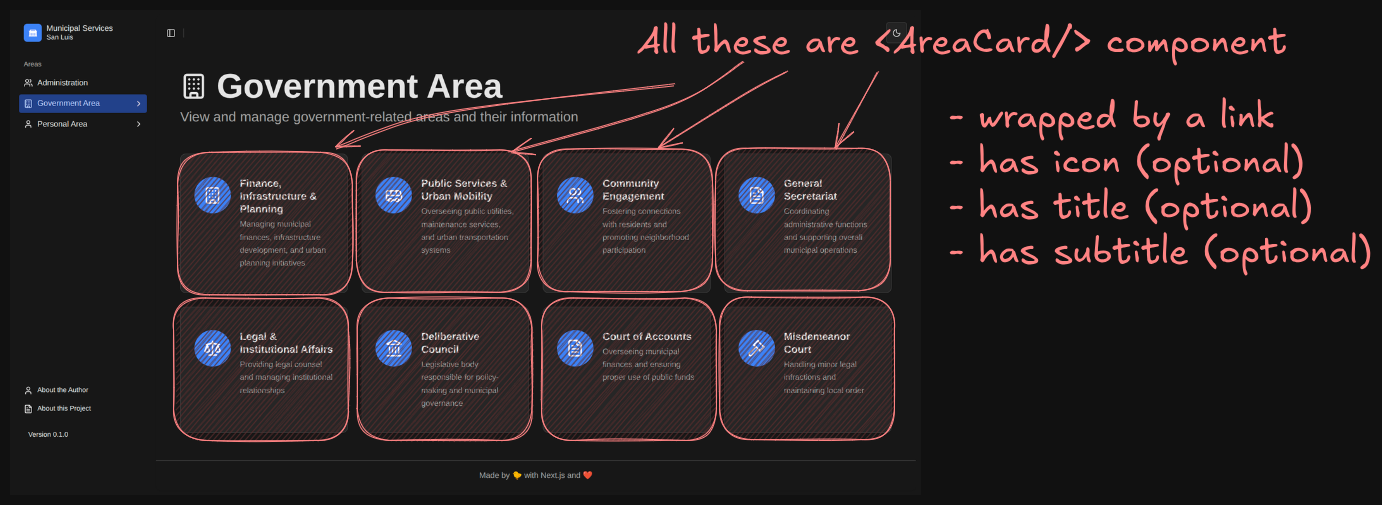 Municipal Services
San Luis
Areas
Administration
Government Area
Personal Area
About the Author
About this Project
Version 0.1.0
All these are <AreaCard/> component
- wrapped by a link
- has icon (optional)
- has title (optional)
- has subtitle (optional)
Government Area
View and manage government-related areas and their information
Finance,
Infrastructure &
Planning
Managing municipal
finances, infrastructure
development, and urban
planning initiatives
Public Services &
Urban Mobility
Overseeing public utilities,
maintenance services,
and urban transportation
systems
Community
Engagement
Fostering connections
with residents and
promoting neighborhood
participation
General
Secretariat
Coordinating
administrative functions
and supporting overall
municipal operations
Legal &
Institutional Affairs
Providing legal counsel
and managing institutional
relationships
Deliberative
Council
Legislative body
responsible for policy-
making and municipal
governance
Court of Accounts
Overseeing municipal
finances and ensuring
proper use of public funds
Misdemeanor
Court
Handling minor legal
infractions and
maintaining local order
Made by 🐤 with Next.js and ❤️